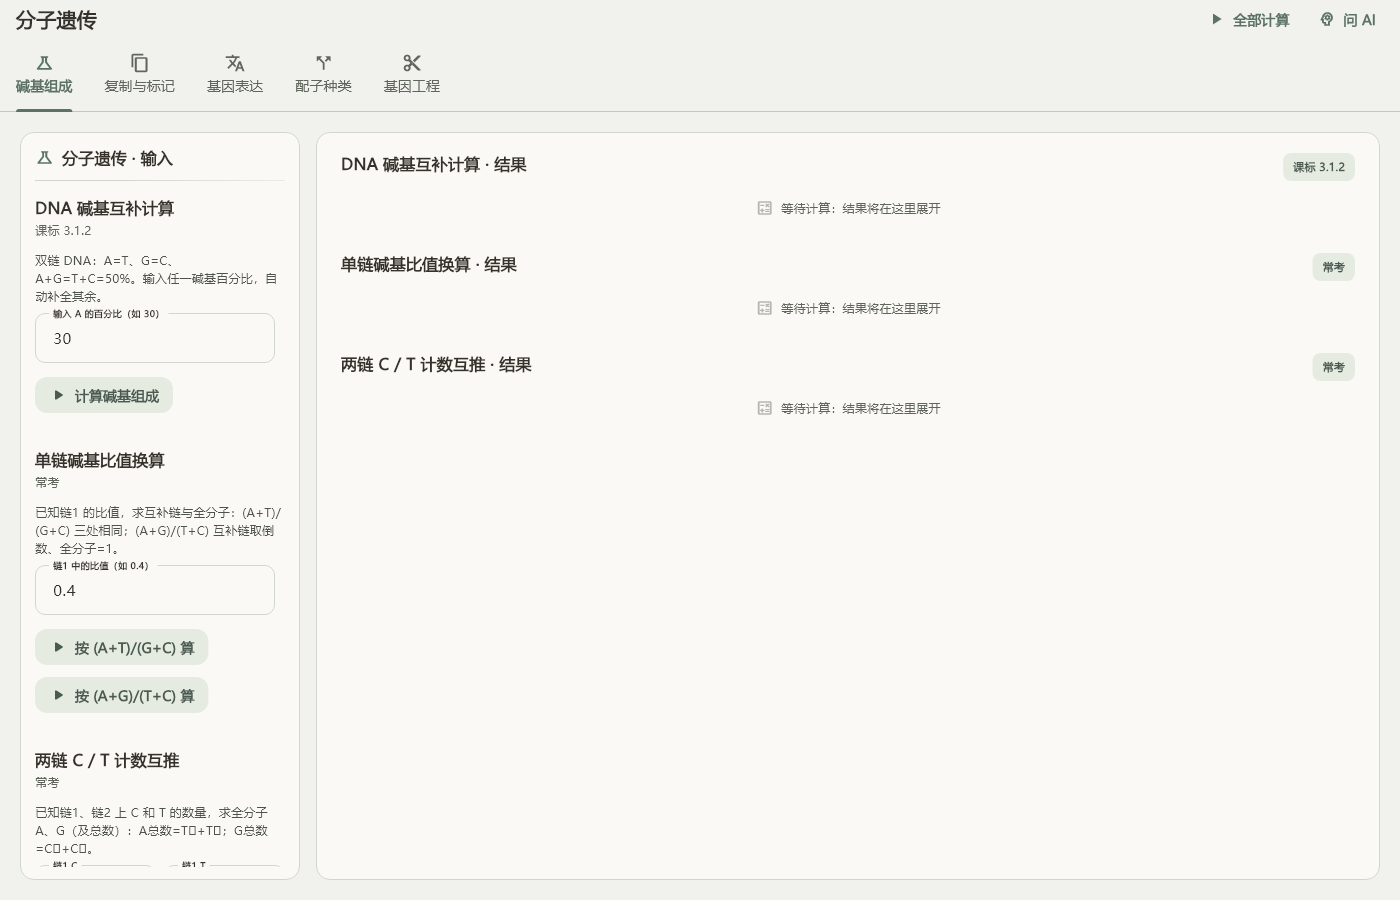 分子遗传
全部计算
问 AI
碱基组成
复制与标记
基因表达
配子种类
基因工程
分子遗传 · 输入
DNA 碱基互补计算
课标 3.1.2
双链 DNA：A=T、G=C、
A+G=T+C=50%。输入任一碱基百分比，自
动补全其余。
输入 A 的百分比（如 30）
30
计算碱基组成
单链碱基比值换算
常考
已知链1 的比值，求互补链与全分子：(A+T)/
(G+C) 三处相同；(A+G)/(T+C) 互补链取倒
数、全分子=1。
链1 中的比值（如 0.4）
0.4
按 (A+T)/(G+C) 算
按 (A+G)/(T+C) 算
两链 C / T 计数互推
常考
已知链1、链2 上 C 和 T 的数量，求全分子
A、G（及总数）：A总数=T▯+T▯；G总数
=C▯+C▯。
链1 C
链1 T
DNA 碱基互补计算 · 结果
课标 3.1.2
等待计算：结果将在这里展开
单链碱基比值换算 · 结果
常考
等待计算：结果将在这里展开
两链 C / T 计数互推 · 结果
常考
等待计算：结果将在这里展开